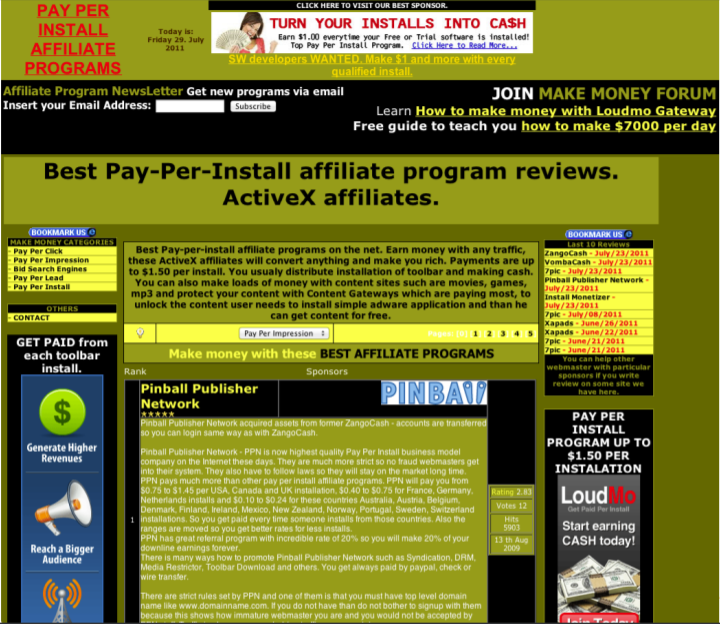 CLICK HERE TO VISIT OUR BEST SPONSOR.
PAY PER
INSTALL
AFFILIATE
PROGRAMS
Today is:
Friday 29. July
2011
TURN YOUR INSTALLS INTO CA$H
Earn $1.00 everytime your Free or Trial software is installed!
Top Pay Per Install Program. Click Here to Read More...
SW developers WANTED. Make $1 and more with every
qualified install.
Affiliate Program NewsLetter Get new programs via email
Insert your Email Address: Subscribe
JOIN MAKE MONEY FORUM
Learn How to make money with Loudmo Gateway
Free guide to teach you how to make $7000 per day
Best Pay-Per-Install affiliate program reviews.
ActiveX affiliates.
BOOKMARK US
MAKE MONEY CATEGORIES
- Pay Per Click
- Pay Per Impression
- Bid Search Engines
- Pay Per Lead
- Pay Per Install
OTHERS
- CONTACT
GET PAID from
each toolbar
install.
Generate Higher
Revenues
Reach a Bigger
Audience
Best Pay-per-install affiliate programs on the net. Earn money with any traffic,
these ActiveX affiliates will convert anything and make you rich. Payments are up
to $1.50 per install. You usualy distribute installation of toolbar and making cash.
You can also make loads of money with content sites such as movies, games,
mp3 and protect your content with Content Gateways which are paying most, to
unlock the content user needs to install simple adware application and than he
can get content for free.
Pay Per Impression
1 2 3 4 5
Make money with these BEST AFFILIATE PROGRAMS
Rank Sponsors
Pinball Publisher
Network
PINBALL
Pinball Publisher Network acquired assets from former ZangoCash - accounts are transferred
so you can login same way as with ZangoCash.
Pinball Publisher Network - PPN is now highest quality Pay Per Install business model
company on the Internet these days. They are much more strict so no fraud webmasters get
into their system. They also have to follow laws so they will stay on the market long time.
PPN pays much more than other pay per install affiliate programs. PPN will pay you from
$0.75 to $1.45 per USA, Canada and UK installation, $0.40 to $0.75 for France, Germany,
Netherlands installs and $0.10 to $0.24 for these countries Australia, Austria, Belgium,
Denmark, Finland, Ireland, Mexico, New Zealand, Norway, Portugal, Sweden, Switzerland
installations. So you get paid every time someone installs from those countries. Also the
ranges are moved so you get better rates for less installs.
PPN has great referral program with incredible rate of 20% so you will make 20% of your
downline earnings forever.
There is many ways how to promote Pinball Publisher Network such as Syndication, DRM,
Media Restrictor, Toolbar Download and others. You get always paid by paypal, check or
wire transfer.
There are strict rules set by PPN and one of them is that you must have top level domain
name like www.domainname.com. If you do not have than do not bother to signup with them
because this shows how immature webmaster you are and you would not be accepted by
1
Rating 2.83
Votes 12
Hits
5903
13 th Aug
2009
BOOKMARK US
Last 10 Reviews
ZangoCash - July/23/2011
VombaCash - July/23/2011
7pic - July/23/2011
Pinball Publisher Network -
July/23/2011
Install Monetizer -
July/23/2011
7pic - July/08/2011
Xapads - June/26/2011
Xapads - June/22/2011
7pic - June/21/2011
7pic - June/21/2011
You can help other
webmaster with particular
sponsors if you write
review on some site we
have here.
PAY PER
INSTALL
PROGRAM UP TO
$1.50 PER
INSTALATION
LoudMo
Get Paid Per Install
Start earning
CASH today!
Join Today